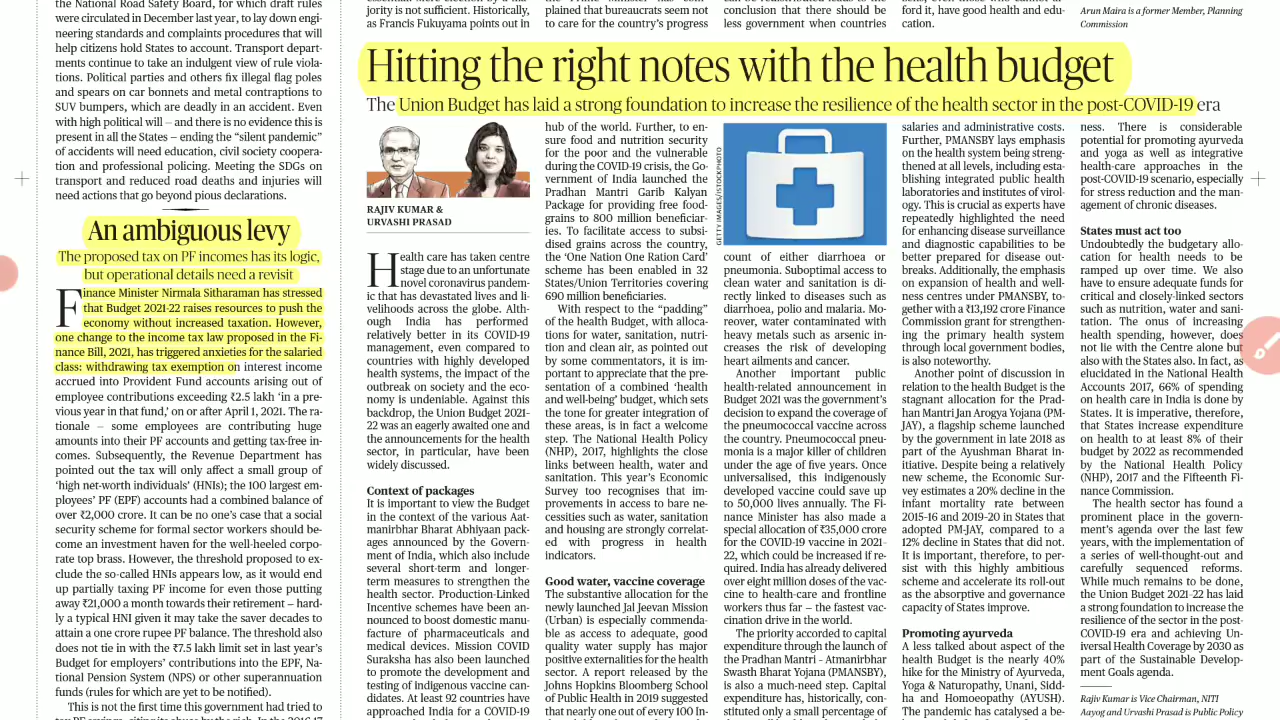 the National Road Safety Board, for which draft rules
were circulated in December last year, to lay down engi-
neering standards and complaints procedures that will
help citizens hold States to account. Transport depart-
ments continue to take an indulgent view of rule viola-
tions. Political parties and others fix illegal flag poles
and spears on car bonnets and metal contraptions to
SUV bumpers, which are deadly in an accident. Even
with high political will – and there is no evidence this is
present in all the States – ending the “silent pandemic”
of accidents will need education, civil society coopera-
tion and professional policing. Meeting the SDGs on
transport and reduced road deaths and injuries will
need actions that go beyond pious declarations.
An ambiguous levy
The proposed tax on PF incomes has its logic,
but operational details need a revisit
Finance Minister Nirmala Sitharaman has stressed
that Budget 2021-22 raises resources to push the
economy without increased taxation. However,
one change to the income tax law proposed in the Fi-
nance Bill, 2021, has triggered anxieties for the salaried
class: withdrawing tax exemption on interest income
accrued into Provident Fund accounts arising out of
employee contributions exceeding ₹2.5 lakh ‘in a pre-
vious year in that fund,’ on or after April 1, 2021. The ra-
tionale – some employees are contributing huge
amounts into their PF accounts and getting tax-free in-
comes. Subsequently, the Revenue Department has
pointed out the tax will only affect a small group of
‘high net-worth individuals’ (HNIs); the 100 largest em-
ployees’ PF (EPF) accounts had a combined balance of
over ₹2,000 crore. It can be no one’s case that a social
security scheme for formal sector workers should be-
come an investment haven for the well-heeled corpo-
rate top brass. However, the threshold proposed to ex-
clude the so-called HNIs appears low, as it would end
up partially taxing PF income for even those putting
away ₹21,000 a month towards their retirement – hard-
ly a typical HNI given it may take the saver decades to
attain a one crore rupee PF balance. The threshold also
does not tie in with the ₹7.5 lakh limit set in last year’s
Budget for employers’ contributions into the EPF, Na-
tional Pension System (NPS) or other superannuation
funds (rules for which are yet to be notified).
This is not the first time this government had tried to
jority is not sufficient. Historically,
as Francis Fukuyama points out in
plained that bureaucrats seem not
to care for the country’s progress
conclusion that there should be
less government when countries
ford it, have good health and edu-
cation.
Arun Maira is a former Member, Planning
Commission
Hitting the right notes with the health budget
The Union Budget has laid a strong foundation to increase the resilience of the health sector in the post-COVID-19 era
RAJIV KUMAR &
URVASHI PRASAD
Health care has taken centre
stage due to an unfortunate
novel coronavirus pandem-
ic that has devastated lives and li-
velihoods across the globe. Alth-
ough India has performed
relatively better in its COVID-19
management, even compared to
countries with highly developed
health systems, the impact of the
outbreak on society and the eco-
nomy is undeniable. Against this
backdrop, the Union Budget 2021-
22 was an eagerly awaited one and
the announcements for the health
sector, in particular, have been
widely discussed.
Context of packages
It is important to view the Budget
in the context of the various Aat-
manirbhar Bharat Abhiyaan pack-
ages announced by the Govern-
ment of India, which also include
several short-term and longer-
term measures to strengthen the
health sector. Production-Linked
Incentive schemes have been an-
nounced to boost domestic manu-
facture of pharmaceuticals and
medical devices. Mission COVID
Suraksha has also been launched
to promote the development and
testing of indigenous vaccine can-
didates. At least 92 countries have
approached India for a COVID-19
hub of the world. Further, to en-
sure food and nutrition security
for the poor and the vulnerable
during the COVID-19 crisis, the Go-
vernment of India launched the
Pradhan Mantri Garib Kalyan
Package for providing free food-
grains to 800 million beneficiar-
ies. To facilitate access to subsi-
dised grains across the country,
the ‘One Nation One Ration Card’
scheme has been enabled in 32
States/Union Territories covering
690 million beneficiaries.
With respect to the “padding”
of the health Budget, with alloca-
tions for water, sanitation, nutri-
tion and clean air, as pointed out
by some commentators, it is im-
portant to appreciate that the pre-
sentation of a combined ‘health
and well-being’ budget, which sets
the tone for greater integration of
these areas, is in fact a welcome
step. The National Health Policy
(NHP), 2017, highlights the close
links between health, water and
sanitation. This year’s Economic
Survey too recognises that im-
provements in access to bare ne-
cessities such as water, sanitation
and housing are strongly correlat-
ed with progress in health
indicators.
Good water, vaccine coverage
The substantive allocation for the
newly launched Jal Jeevan Mission
(Urban) is especially commenda-
ble as access to adequate, good
quality water supply has major
positive externalities for the health
sector. A report released by the
Johns Hopkins Bloomberg School
of Public Health in 2019 suggested
that nearly one out of every 100 In-
GETTY IMAGES/ISTOCKPHOTO
count of either diarrhoea or
pneumonia. Suboptimal access to
clean water and sanitation is di-
rectly linked to diseases such as
diarrhoea, polio and malaria. Mo-
reover, water contaminated with
heavy metals such as arsenic in-
creases the risk of developing
heart ailments and cancer.
Another important public
health-related announcement in
Budget 2021 was the government’s
decision to expand the coverage of
the pneumococcal vaccine across
the country. Pneumococcal pneu-
monia is a major killer of children
under the age of five years. Once
universalised, this indigenously
developed vaccine could save up
to 50,000 lives annually. The Fi-
nance Minister has also made a
special allocation of ₹35,000 crore
for the COVID-19 vaccine in 2021-
22, which could be increased if re-
quired. India has already delivered
over eight million doses of the vac-
cine to health-care and frontline
workers thus far – the fastest vac-
cination drive in the world.
The priority accorded to capital
expenditure through the launch of
the Pradhan Mantri - Atmanirbhar
Swasth Bharat Yojana (PMANSBY),
is also a much-need step. Capital
expenditure has, historically, con-
stituted only a small percentage of
salaries and administrative costs.
Further, PMANSBY lays emphasis
on the health system being streng-
thened at all levels, including esta-
blishing integrated public health
laboratories and institutes of virol-
ogy. This is crucial as experts have
repeatedly highlighted the need
for enhancing disease surveillance
and diagnostic capabilities to be
better prepared for disease out-
breaks. Additionally, the emphasis
on expansion of health and well-
ness centres under PMANSBY, to-
gether with a ₹13,192 crore Finance
Commission grant for strengthen-
ing the primary health system
through local government bodies,
is also noteworthy.
Another point of discussion in
relation to the health Budget is the
stagnant allocation for the Prad-
han Mantri Jan Arogya Yojana (PM-
JAY), a flagship scheme launched
by the government in late 2018 as
part of the Ayushman Bharat in-
itiative. Despite being a relatively
new scheme, the Economic Sur-
vey estimates a 20% decline in the
infant mortality rate between
2015-16 and 2019-20 in States that
adopted PM-JAY, compared to a
12% decline in States that did not.
It is important, therefore, to per-
sist with this highly ambitious
scheme and accelerate its roll-out
as the absorptive and governance
capacity of States improve.
Promoting ayurveda
A less talked about aspect of the
health Budget is the nearly 40%
hike for the Ministry of Ayurveda,
Yoga & Naturopathy, Unani, Sidd-
ha and Homoeopathy (AYUSH).
The pandemic has catalysed a be-
ness. There is considerable
potential for promoting ayurveda
and yoga as well as integrative
health-care approaches in the
post-COVID-19 scenario, especially
for stress reduction and the man-
agement of chronic diseases.
States must act too
Undoubtedly the budgetary allo-
cation for health needs to be
ramped up over time. We also
have to ensure adequate funds for
critical and closely-linked sectors
such as nutrition, water and sani-
tation. The onus of increasing
health spending, however, does
not lie with the Centre alone but
also with the States also. In fact, as
elucidated in the National Health
Accounts 2017, 66% of spending
on health care in India is done by
States. It is imperative, therefore,
that States increase expenditure
on health to at least 8% of their
budget by 2022 as recommended
by the National Health Policy
(NHP), 2017 and the Fifteenth Fi-
nance Commission.
The health sector has found a
prominent place in the govern-
ment’s agenda over the last few
years, with the implementation of
a series of well-thought-out and
carefully sequenced reforms.
While much remains to be done,
the Union Budget 2021-22 has laid
a strong foundation to increase the
resilience of the sector in the post-
COVID-19 era and achieving Un-
iversal Health Coverage by 2030 as
part of the Sustainable Develop-
ment Goals agenda.
Rajiv Kumar is Vice Chairman, NITI
Aayog and Urvashi Prasad is Public Policy